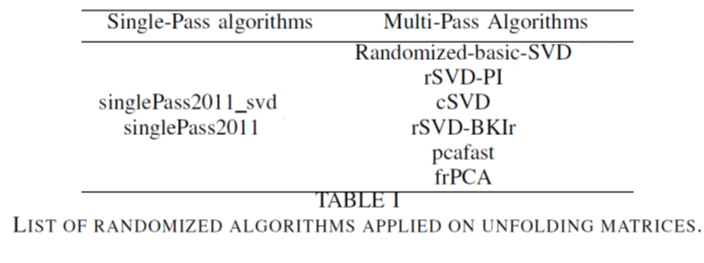 Single-Pass algorithms Multi-Pass Algorithms
Randomized-basic-SVD
rSVD-PI
singlePass2011_svd cSVD
singlePass2011 rSVD-BKIr
pcafast
frPCA
TABLE I
LIST OF RANDOMIZED ALGORITHMS APPLIED ON UNFOLDING MATRICES.